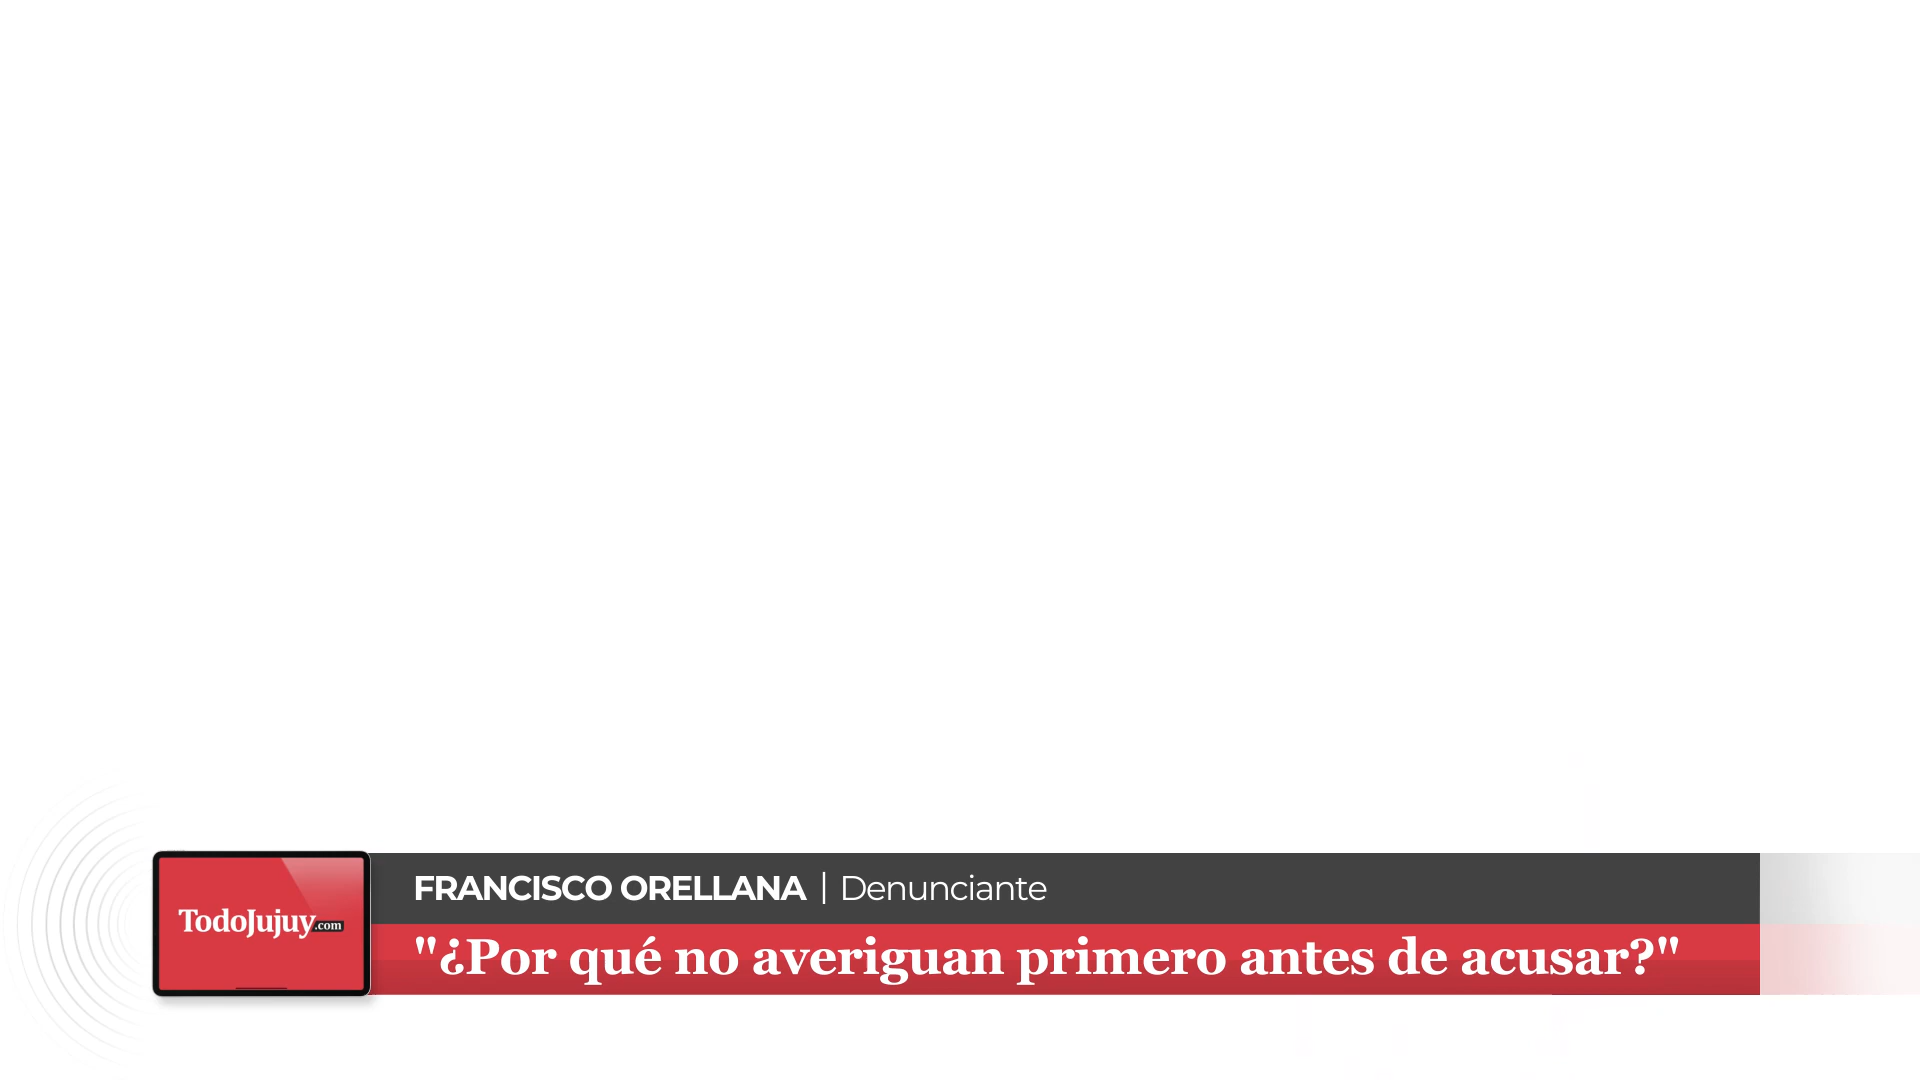 FRANCISCO ORELLANA | Denunciante
TodoJujuy.com
"¿Por qué no averiguan primero antes de acusar?"